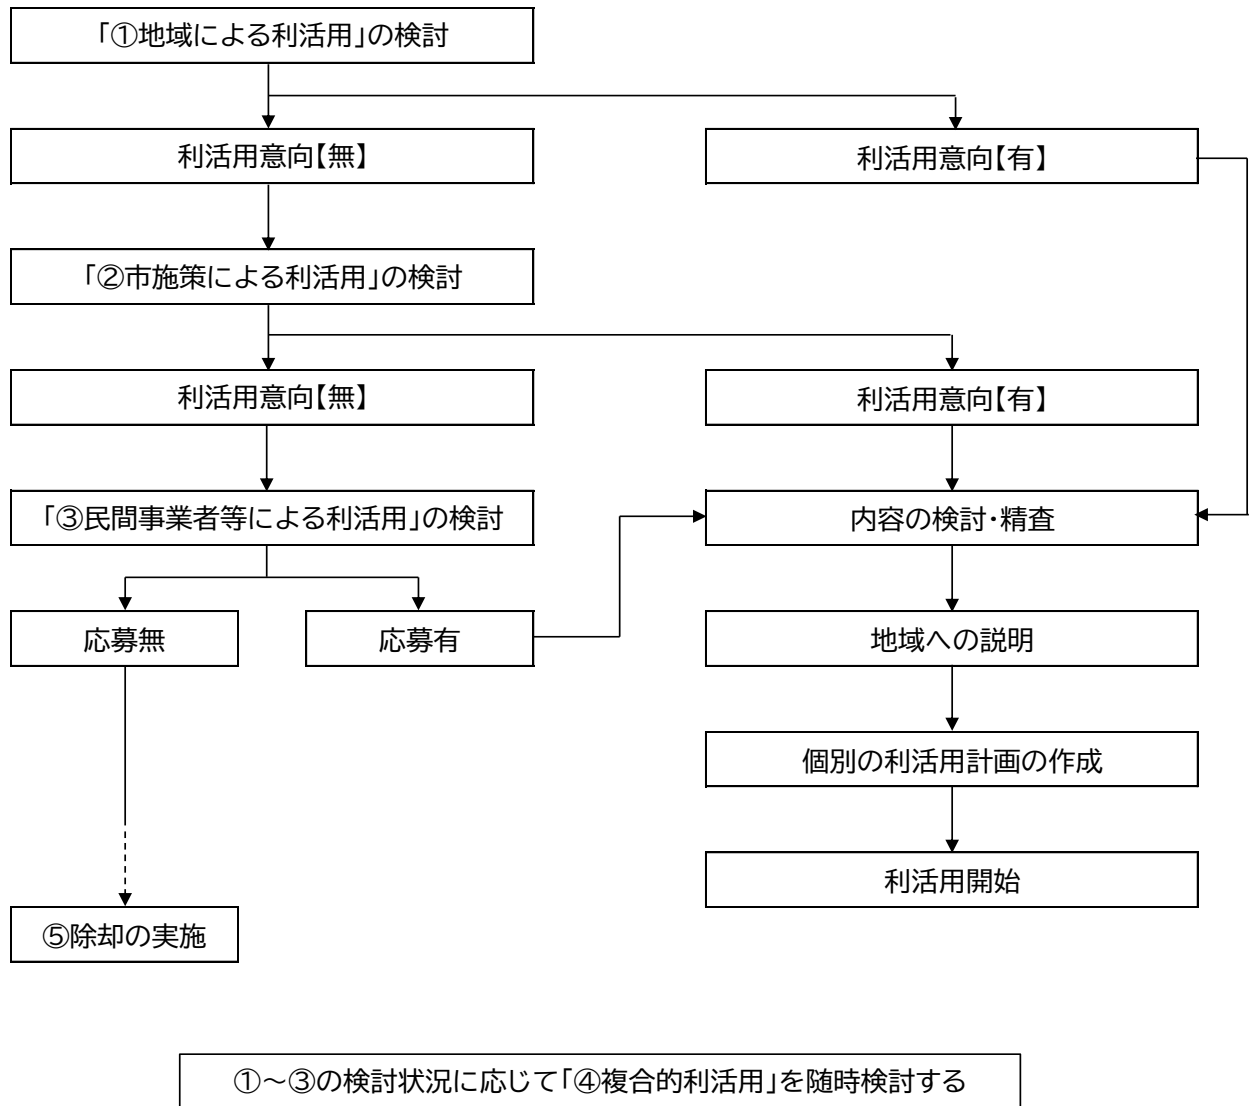 「①地域による利活用」の検討
利活用意向【無】
利活用意向【有】
「②市施策による利活用」の検討
利活用意向【無】
利活用意向【有】
「③民間事業者等による利活用」の検討
内容の検討・精査
応募無
応募有
地域への説明
個別の利活用計画の作成
利活用開始
⑤除却の実施
①～③の検討状況に応じて「④複合的利活用」を随時検討する